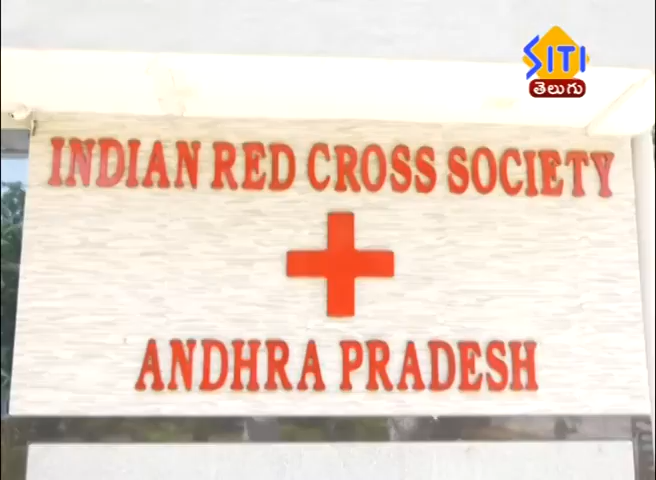 SITI
తెలుగు
INDIAN RED CROSS SOCIETY
ANDHRA PRADESH